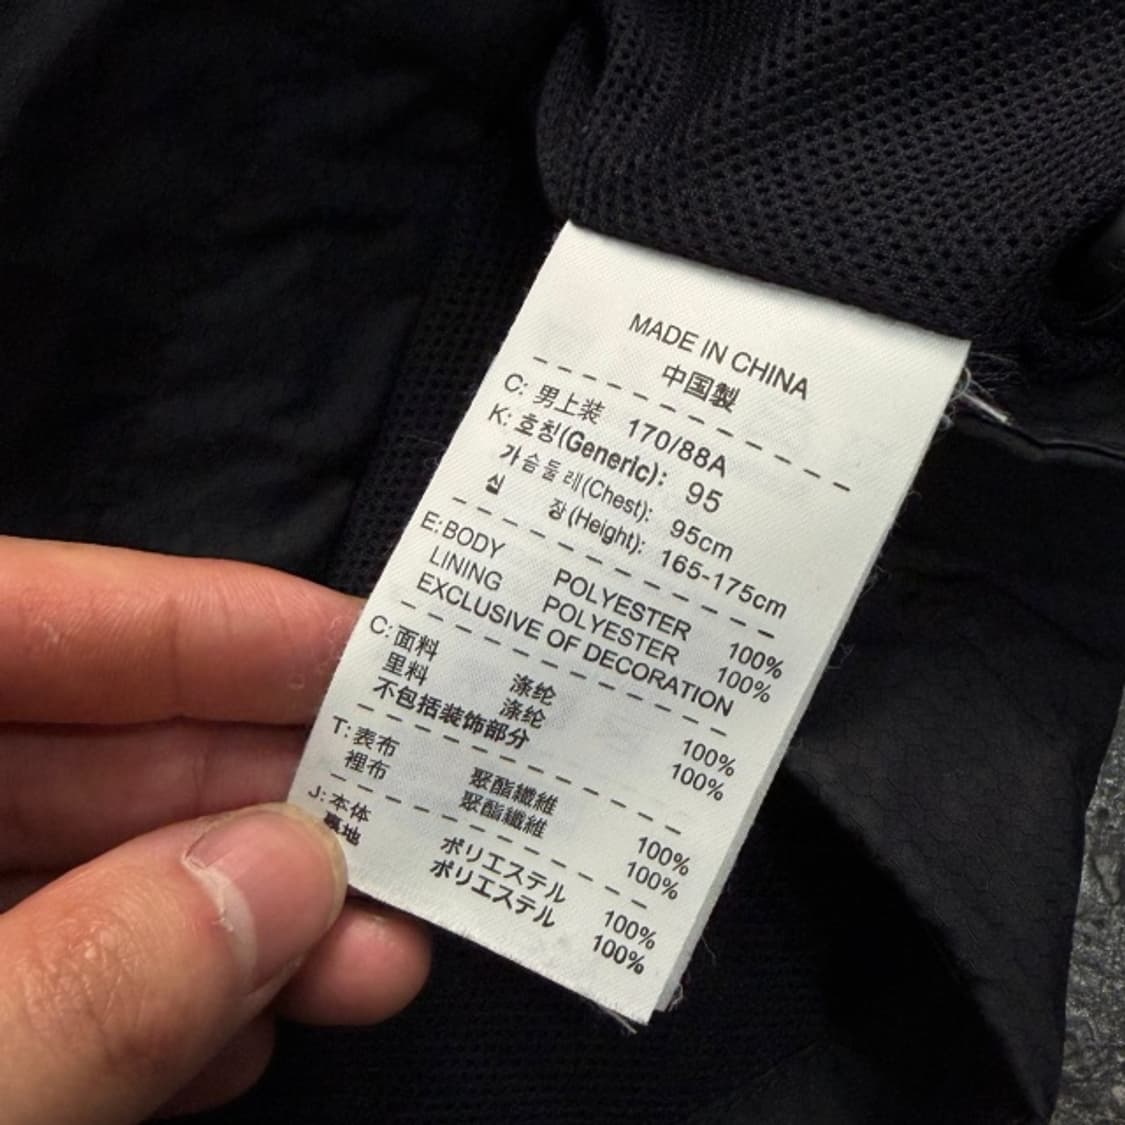 MADE IN CHINA
中国製
C: 男上装 170/88A
K: 호칭(Generic): 95
가슴둘레(Chest): 95cm
신 장(Height): 165-175cm
E: BODY POLYESTER 100%
LINING POLYESTER 100%
EXCLUSIVE OF DECORATION
C: 面料 涤纶 100%
里料 涤纶 100%
不包括装饰部分
T: 表布 聚酯纖維 100%
裡布 聚酯纖維 100%
J: 本体 ポリエステル 100%
裏地 ポリエステル 100%